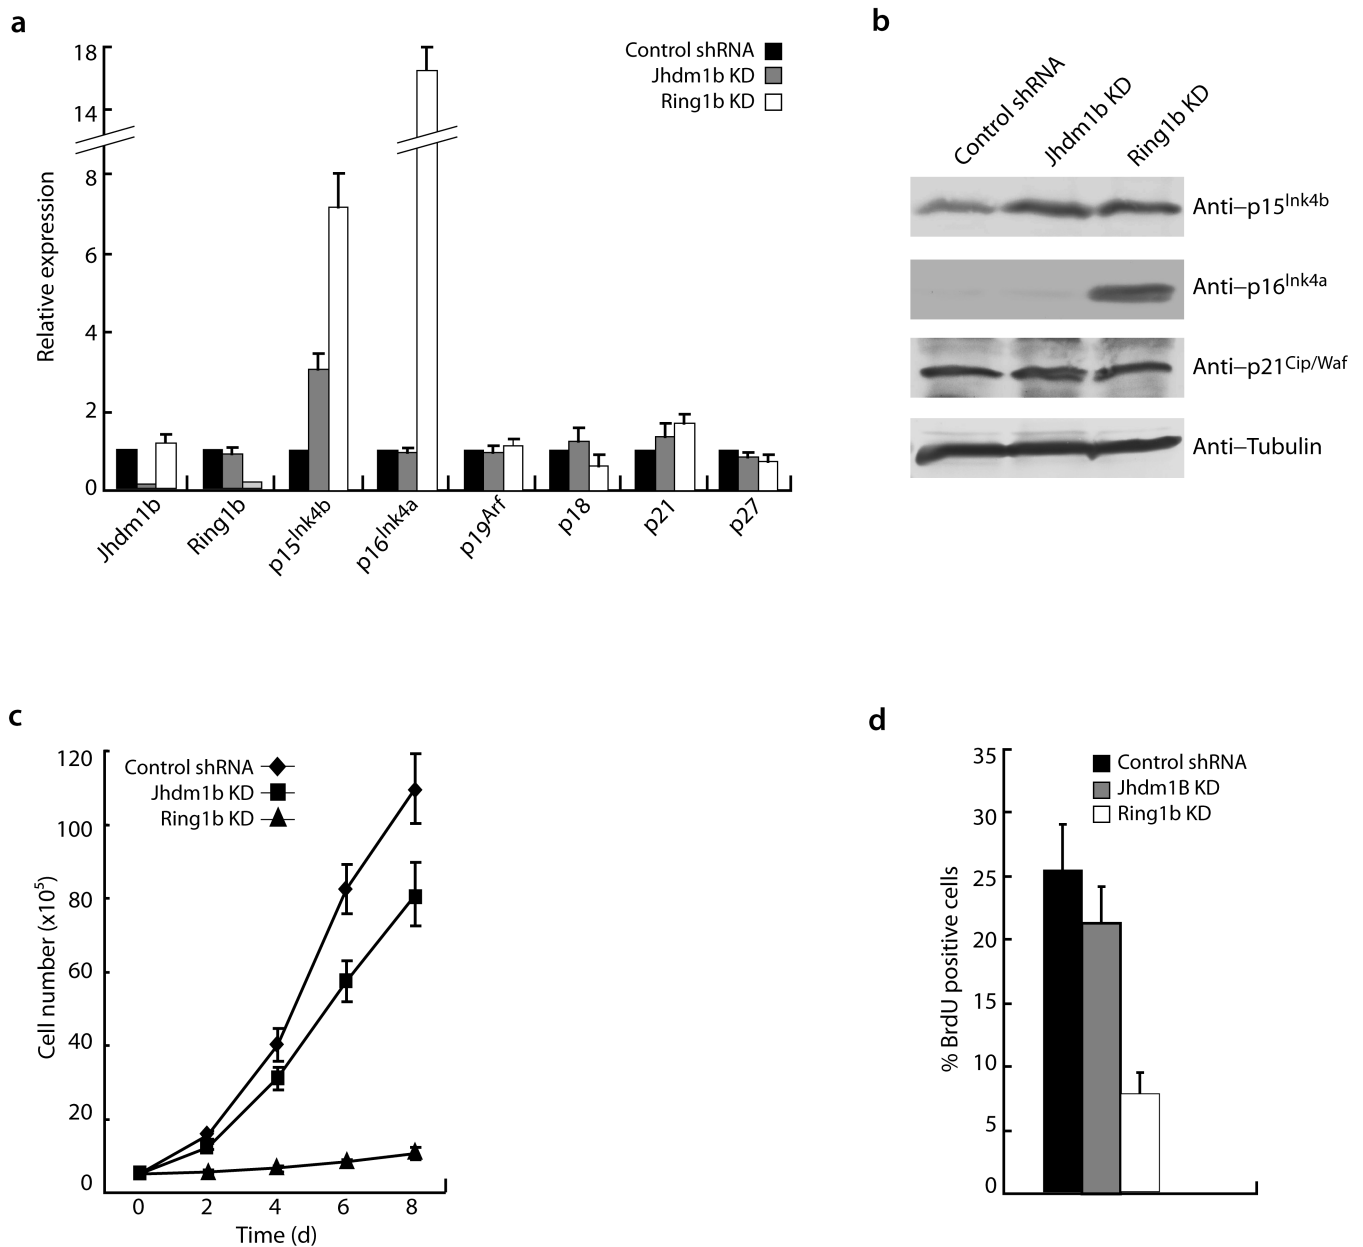 a
18
14
8
6
4
2
0
Relative expression
Control shRNA
Jhdm1b KD
Ring1b KD
Jhdm1b
Ring1b
p15Ink4b
p16Ink4a
p19Arf
p18
p21
p27
b
Control shRNA
Jhdm1b KD
Ring1b KD
Anti–p15Ink4b
Anti–p16Ink4a
Anti–p21Cip/Waf
Anti–Tubulin
c
120
100
80
60
40
20
0
Cell number (x10⁵)
Control shRNA
Jhdm1b KD
Ring1b KD
0 2 4 6 8
Time (d)
d
35
30
25
20
15
10
5
0
% BrdU positive cells
Control shRNA
Jhdm1B KD
Ring1b KD